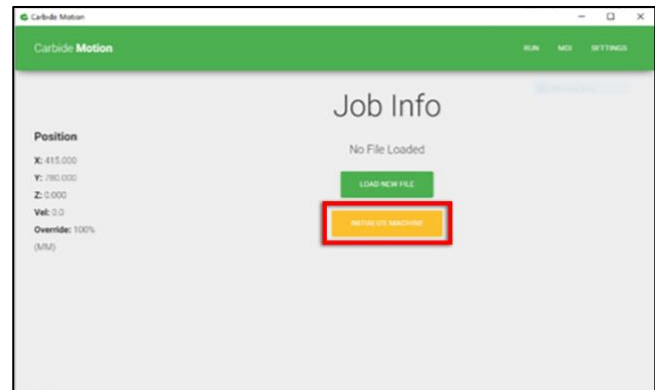 Carbide Motion
Carbide Motion
RUN MDI SETTINGS
Job Info
No File Loaded
LOAD NEW FILE
INITIALIZE MACHINE
Position
X: 415.000
Y: 780.000
Z: 0.000
Vel: 0.0
Override: 100%
(MM)